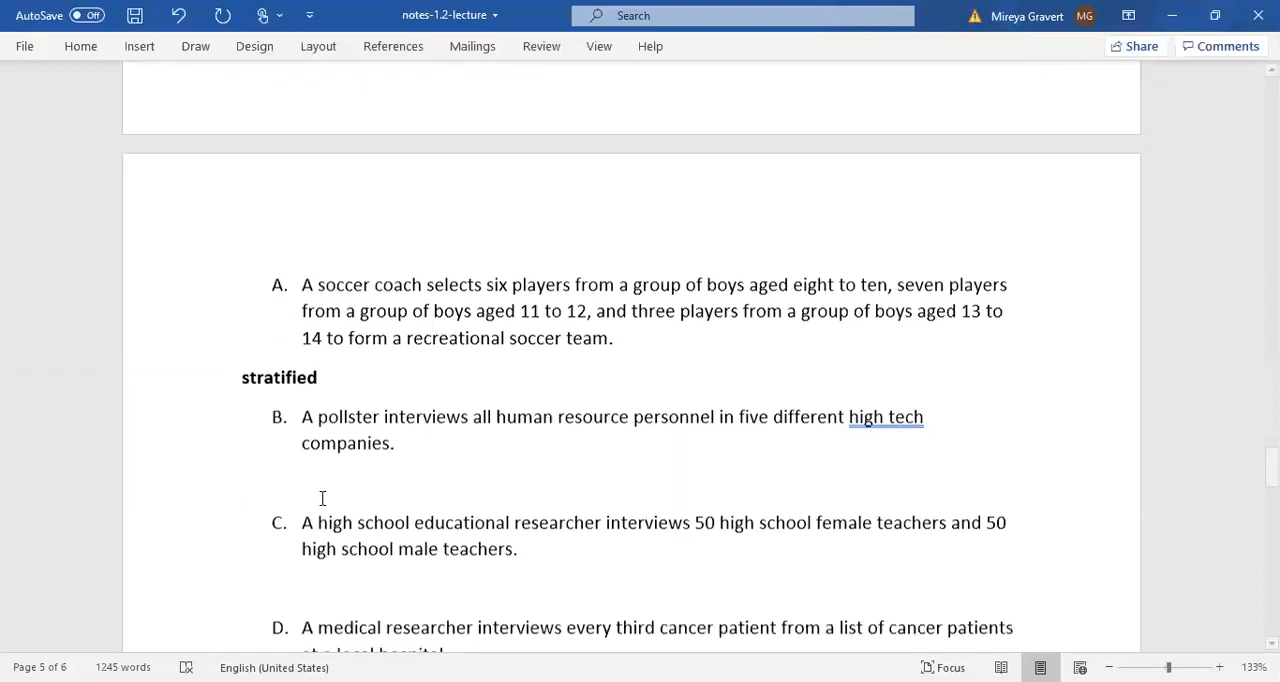 AutoSave Off notes-1.2-lecture Search Mireya Gravert MG
File Home Insert Draw Design Layout References Mailings Review View Help Share Comments
A. A soccer coach selects six players from a group of boys aged eight to ten, seven players
from a group of boys aged 11 to 12, and three players from a group of boys aged 13 to
14 to form a recreational soccer team.
stratified
B. A pollster interviews all human resource personnel in five different high tech
companies.
C. A high school educational researcher interviews 50 high school female teachers and 50
high school male teachers.
D. A medical researcher interviews every third cancer patient from a list of cancer patients
at a local hospital.
Page 5 of 6 1245 words English (United States) Focus 133%